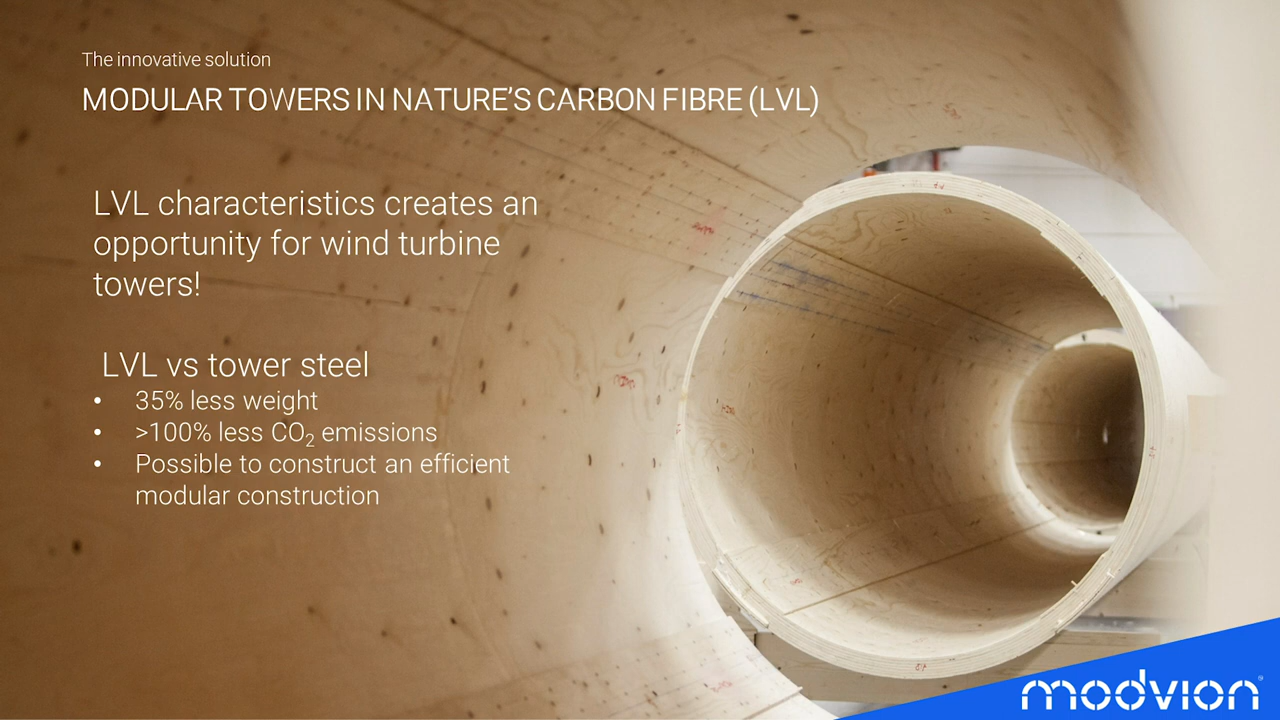 The innovative solution
MODULAR TOWERS IN NATURE’S CARBON FIBRE (LVL)
LVL characteristics creates an
opportunity for wind turbine
towers!
LVL vs tower steel
• 35% less weight
• >100% less CO₂ emissions
• Possible to construct an efficient
modular construction
modvion®